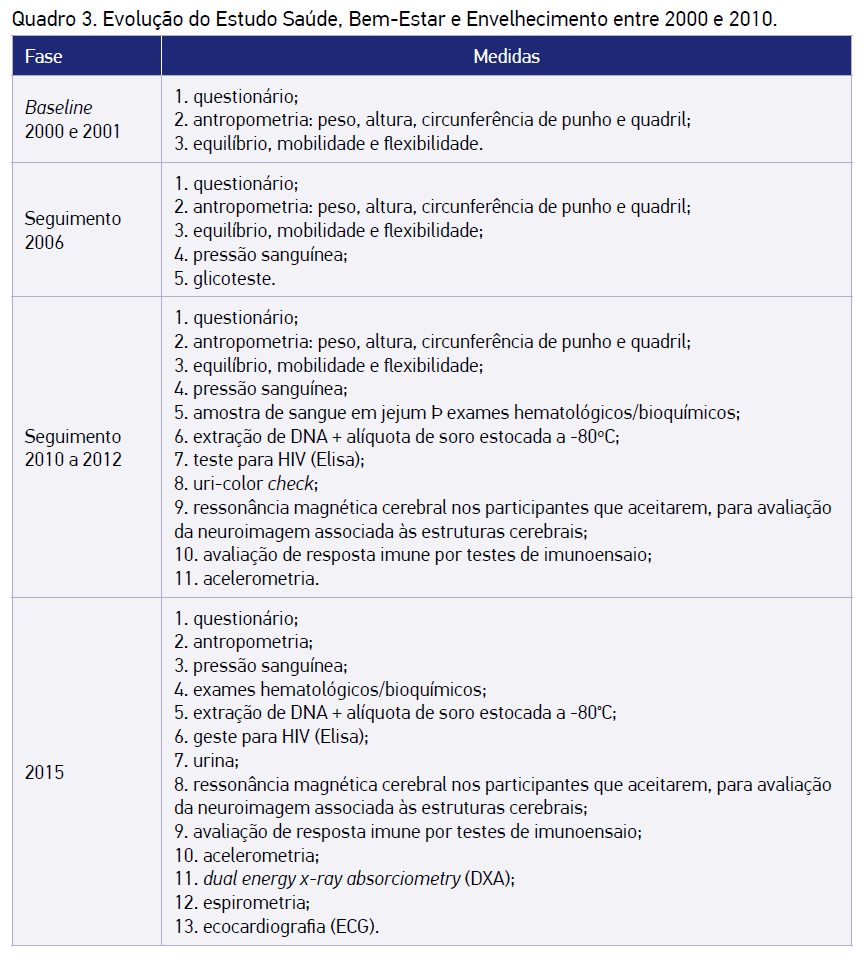 Quadro 3. Evolução do Estudo Saúde, Bem-Estar e Envelhecimento entre 2000 e 2010.
Fase
Medidas
Baseline
2000 e 2001
1. questionário;
2. antropometria: peso, altura, circunferência de punho e quadril;
3. equilíbrio, mobilidade e flexibilidade.
Seguimento
2006
1. questionário;
2. antropometria: peso, altura, circunferência de punho e quadril;
3. equilíbrio, mobilidade e flexibilidade;
4. pressão sanguínea;
5. glicoteste.
Seguimento
2010 a 2012
1. questionário;
2. antropometria: peso, altura, circunferência de punho e quadril;
3. equilíbrio, mobilidade e flexibilidade;
4. pressão sanguínea;
5. amostra de sangue em jejum Þ exames hematológicos/bioquímicos;
6. extração de DNA + alíquota de soro estocada a -80ºC;
7. teste para HIV (Elisa);
8. uri-color check;
9. ressonância magnética cerebral nos participantes que aceitarem, para avaliação
da neuroimagem associada às estruturas cerebrais;
10. avaliação de resposta imune por testes de imunoensaio;
11. acelerometria.
2015
1. questionário;
2. antropometria;
3. pressão sanguínea;
4. exames hematológicos/bioquímicos;
5. extração de DNA + alíquota de soro estocada a -80°C;
6. geste para HIV (Elisa);
7. urina;
8. ressonância magnética cerebral nos participantes que aceitarem, para avaliação
da neuroimagem associada às estruturas cerebrais;
9. avaliação de resposta imune por testes de imunoensaio;
10. acelerometria;
11. dual energy x-ray absorciometry (DXA);
12. espirometria;
13. ecocardiografia (ECG).